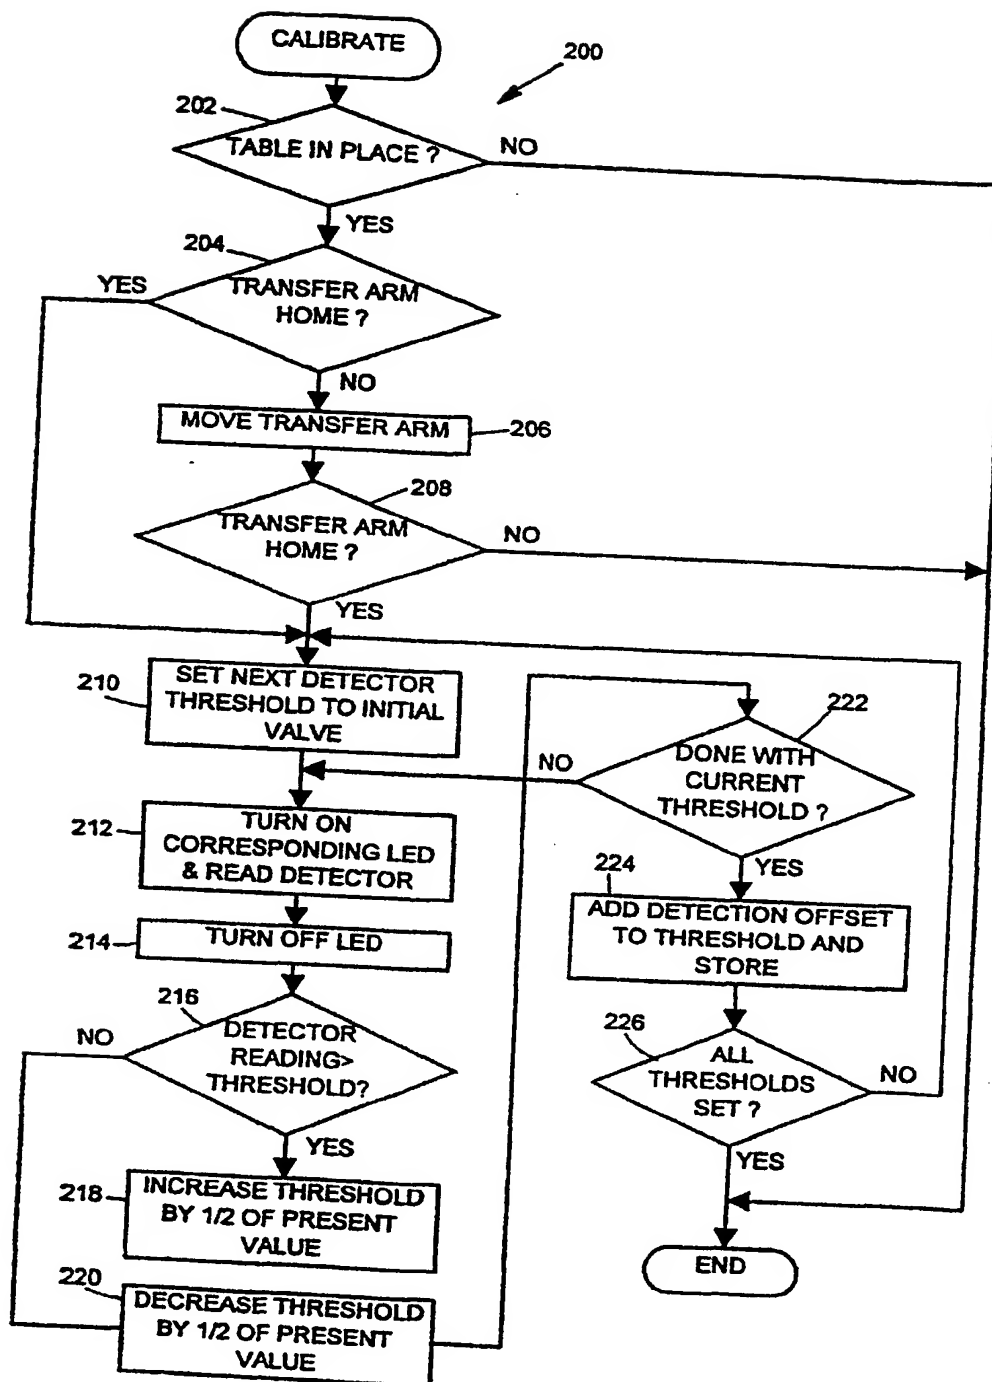 CALIBRATE
200
202
TABLE IN PLACE ?
NO
YES
204
YES
TRANSFER ARM
HOME ?
NO
MOVE TRANSFER ARM
206
208
TRANSFER ARM
HOME ?
NO
YES
210
SET NEXT DETECTOR
THRESHOLD TO INITIAL
VALVE
222
DONE WITH
CURRENT
THRESHOLD ?
NO
YES
212
TURN ON
CORRESPONDING LED
& READ DETECTOR
224
ADD DETECTION OFFSET
TO THRESHOLD AND
STORE
214
TURN OFF LED
216
NO
DETECTOR
READING>
THRESHOLD?
YES
226
ALL
THRESHOLDS
SET ?
NO
YES
218
INCREASE THRESHOLD
BY 1/2 OF PRESENT
VALUE
END
220
DECREASE THRESHOLD
BY 1/2 OF PRESENT
VALUE